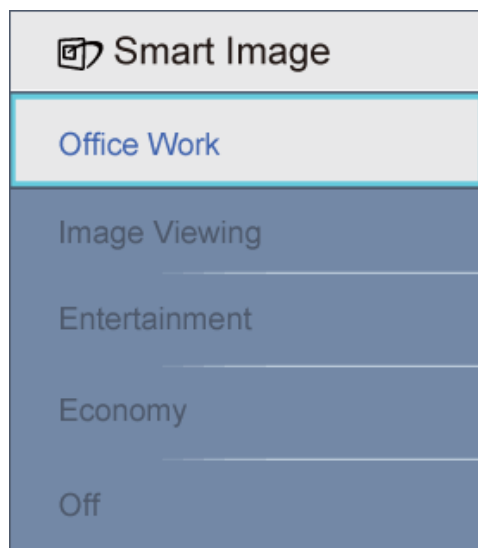 Smart Image
Office Work
Image Viewing
Entertainment
Economy
Off